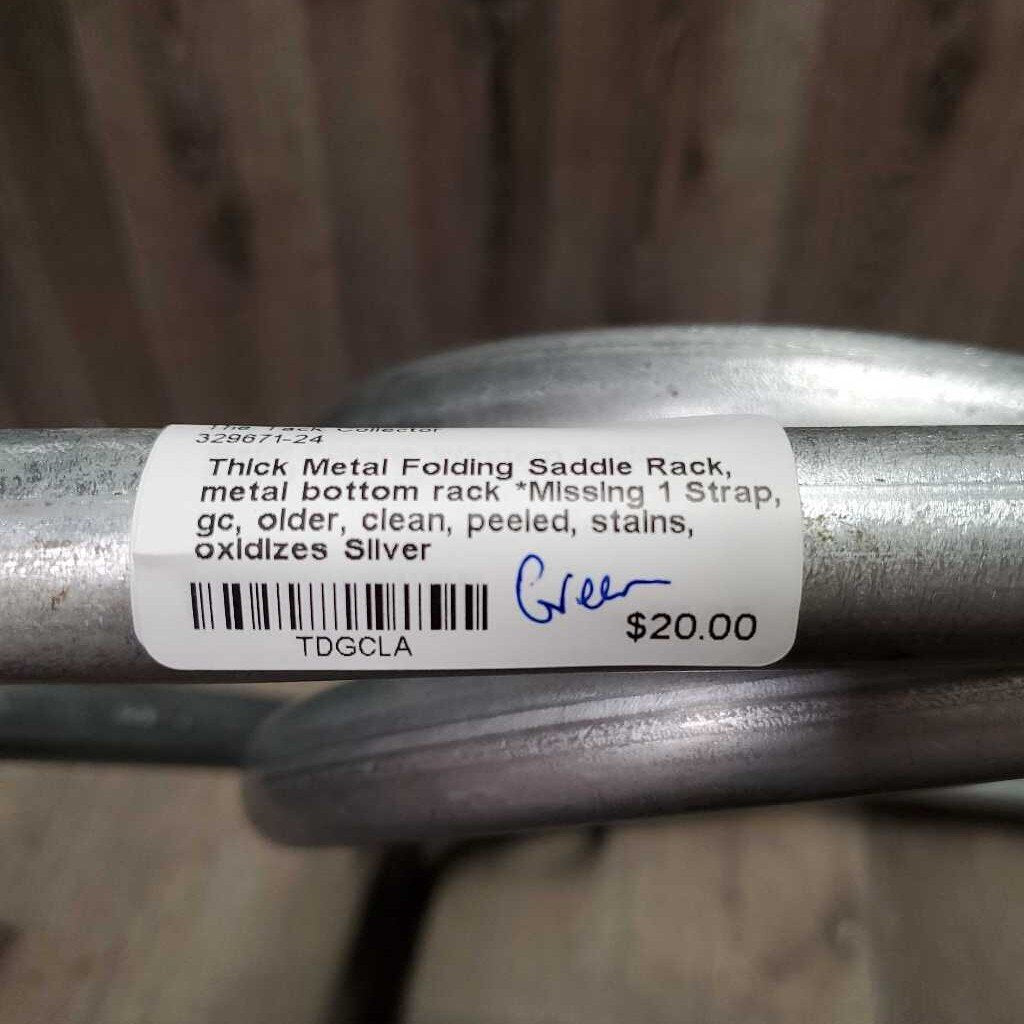 The Tack Collector
329671-24
Thick Metal Folding Saddle Rack,
metal bottom rack *Missing 1 Strap,
gc, older, clean, peeled, stains,
oxidizes Silver
Green
$20.00
TDGCLA